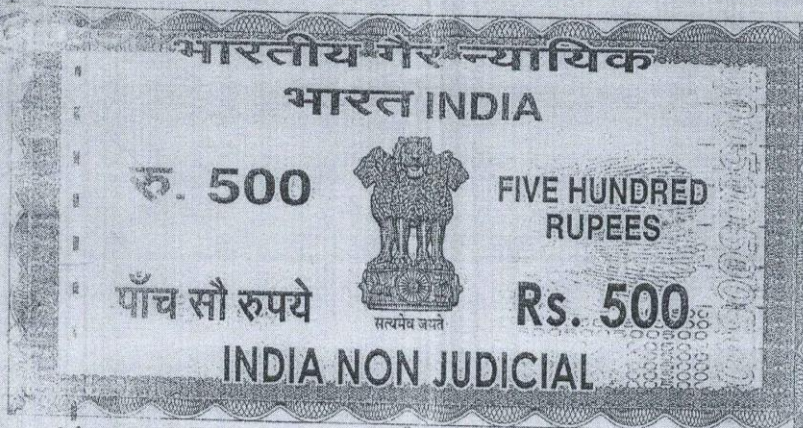 भारतीय गैर न्यायिक
भारत INDIA
रु. 500
FIVE HUNDRED
RUPEES
पाँच सौ रुपये
Rs. 500
सत्यमेव जयते
INDIA NON JUDICIAL